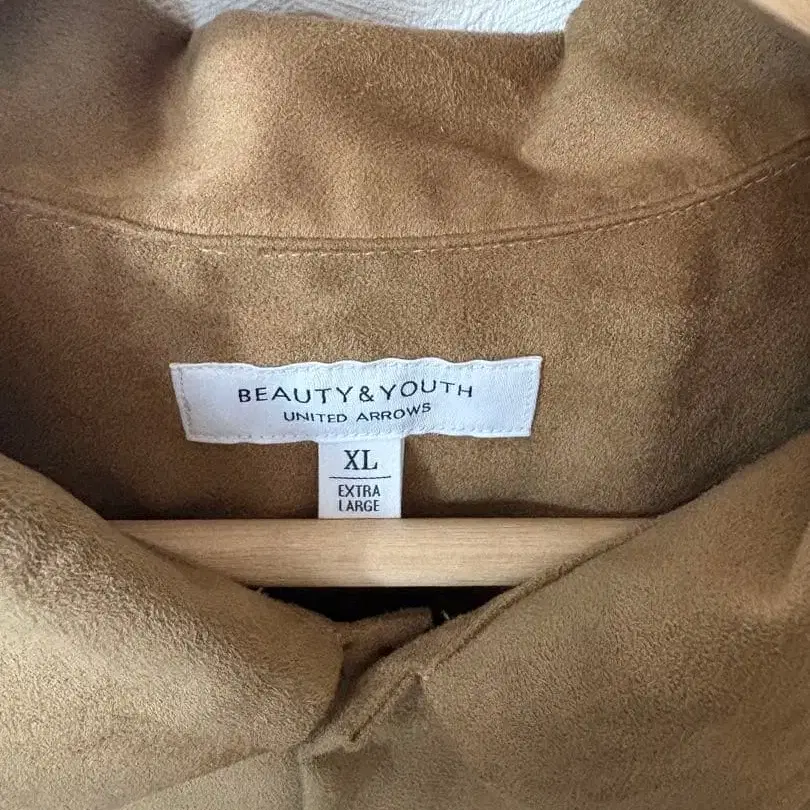 BEAUTY&YOUTH
UNITED ARROWS
XL
EXTRA
LARGE